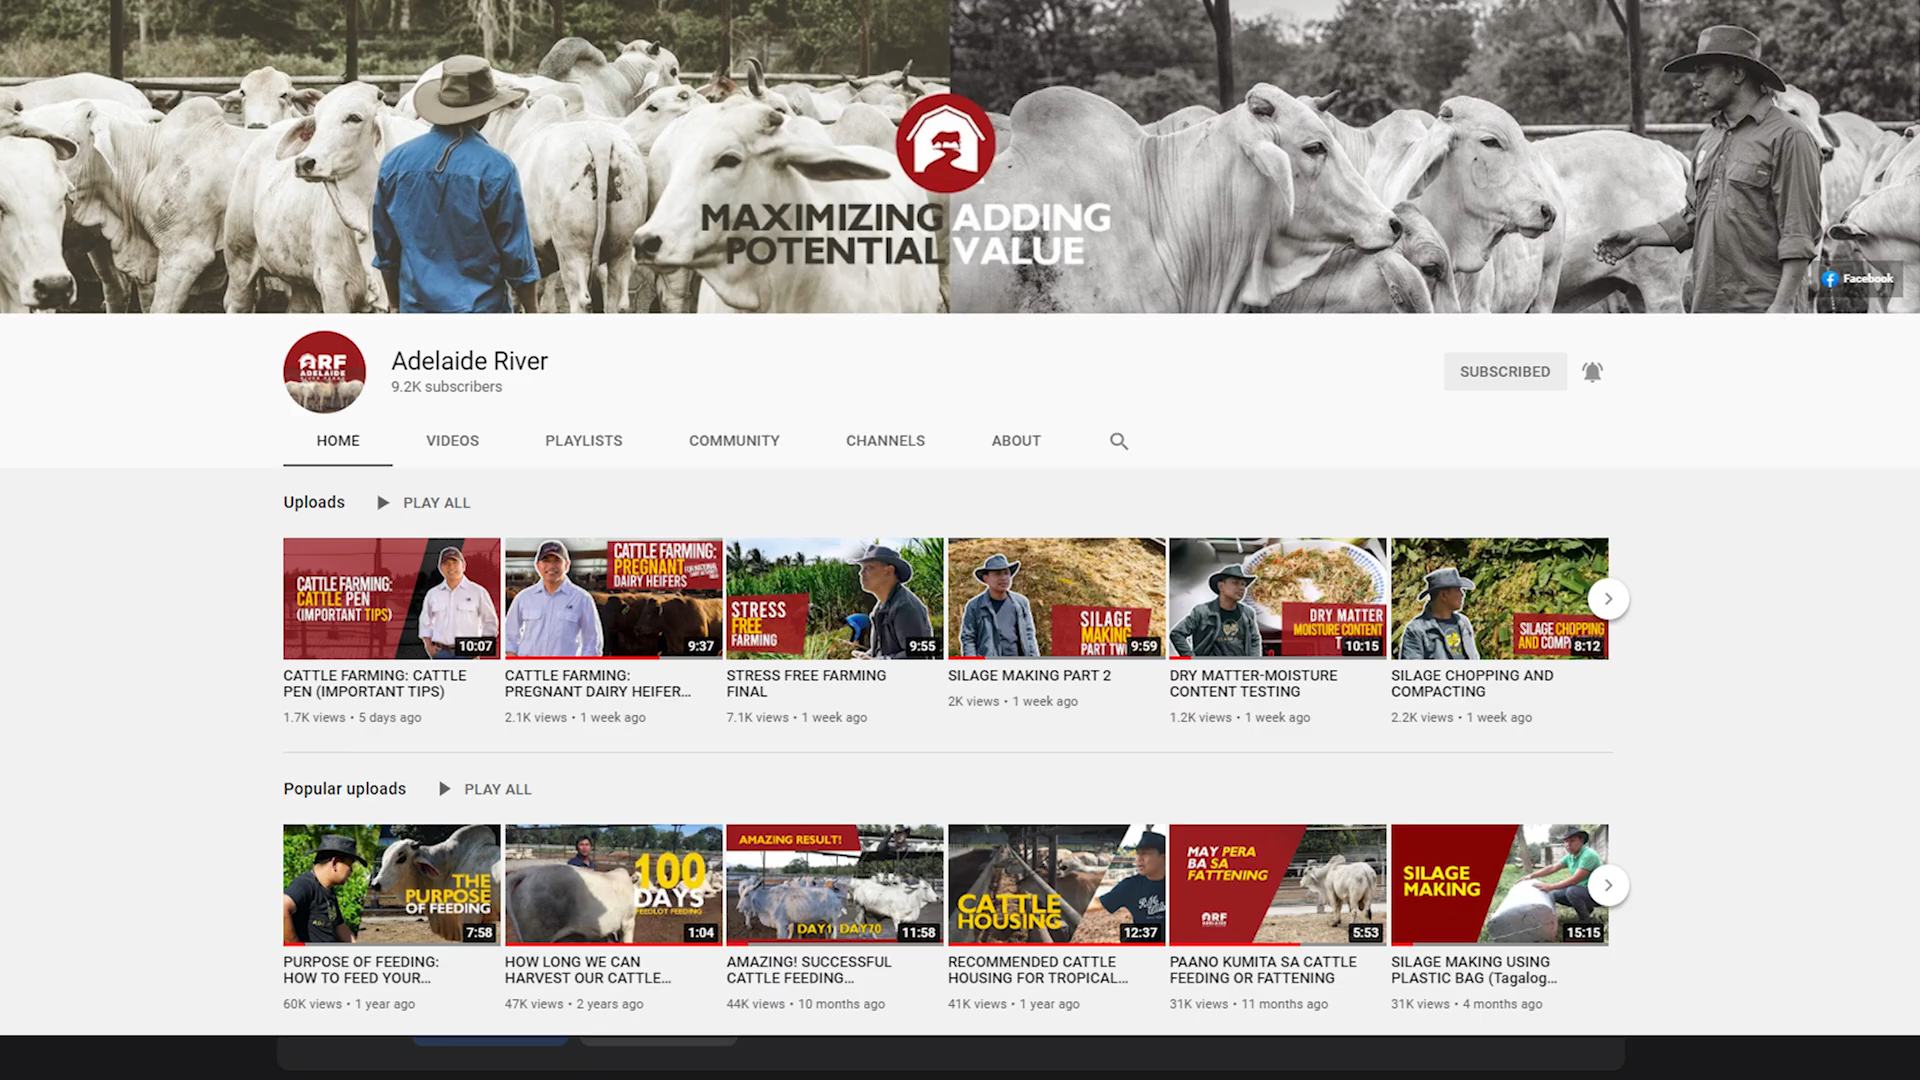 MAXIMIZING ADDING
POTENTIAL VALUE
Facebook
ARF
ADELAIDE
Adelaide River
9.2K subscribers
SUBSCRIBED
HOME
VIDEOS
PLAYLISTS
COMMUNITY
CHANNELS
ABOUT
Uploads
PLAY ALL
CATTLE FARMING:
CATTLE PEN
(IMPORTANT TIPS)
10:07
CATTLE FARMING:
PREGNANT
DAIRY HEIFERS
9:37
STRESS
FREE
FARMING
9:55
SILAGE
MAKING
PART TW
9:59
DRY MATTER
MOISTURE CONTENT
T
10:15
SILAGE CHOPPING
AND COMP
8:12
CATTLE FARMING: CATTLE
PEN (IMPORTANT TIPS)
1.7K views • 5 days ago
CATTLE FARMING:
PREGNANT DAIRY HEIFER...
2.1K views • 1 week ago
STRESS FREE FARMING
FINAL
7.1K views • 1 week ago
SILAGE MAKING PART 2
2K views • 1 week ago
DRY MATTER-MOISTURE
CONTENT TESTING
1.2K views • 1 week ago
SILAGE CHOPPING AND
COMPACTING
2.2K views • 1 week ago
Popular uploads
PLAY ALL
THE
PURPOSE
OF FEEDING
7:58
100
DAYS
FEEDLOT FEEDING
1:04
AMAZING RESULT!
DAY1 DAY70
11:58
CATTLE
HOUSING
12:37
MAY PERA
BA SA
FATTENING
ARF
5:53
SILAGE
MAKING
15:15
PURPOSE OF FEEDING:
HOW TO FEED YOUR...
60K views • 1 year ago
HOW LONG WE CAN
HARVEST OUR CATTLE...
47K views • 2 years ago
AMAZING! SUCCESSFUL
CATTLE FEEDING...
44K views • 10 months ago
RECOMMENDED CATTLE
HOUSING FOR TROPICAL...
41K views • 1 year ago
PAANO KUMITA SA CATTLE
FEEDING OR FATTENING
31K views • 11 months ago
SILAGE MAKING USING
PLASTIC BAG (Tagalog...
31K views • 4 months ago